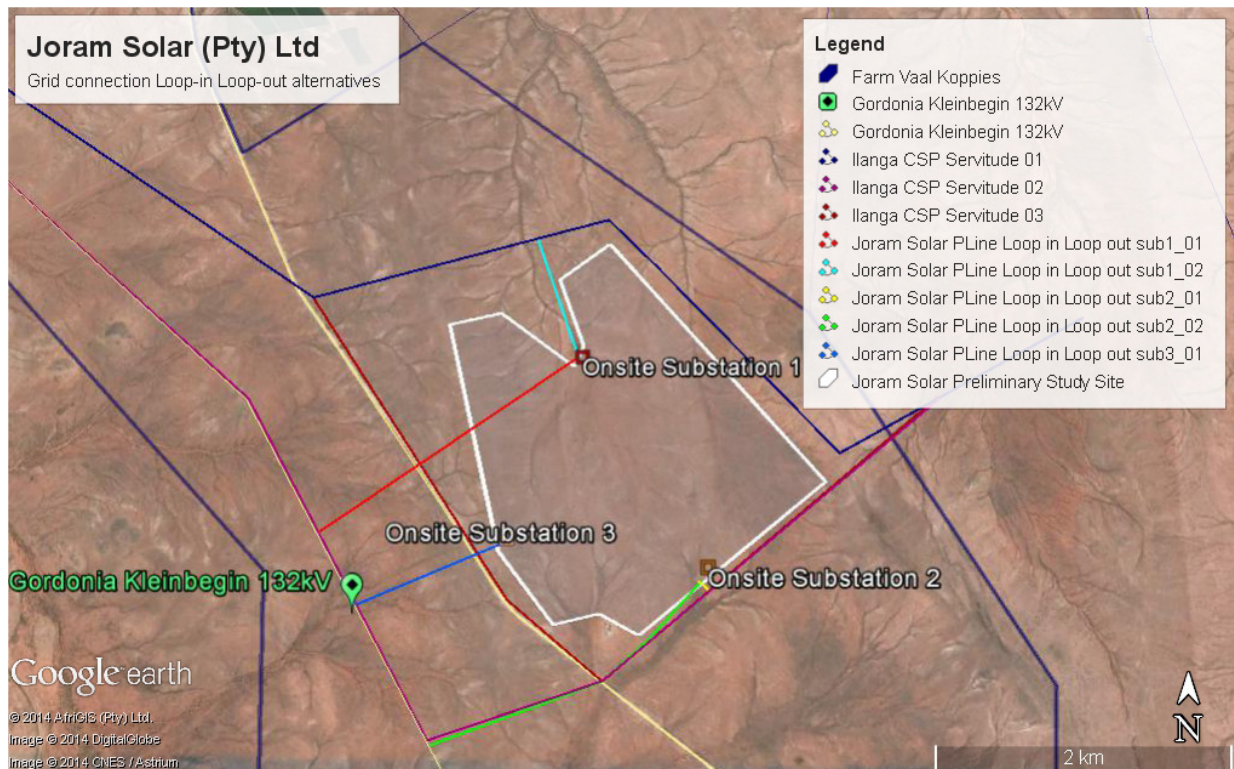 Joram Solar (Pty) Ltd
Grid connection Loop-in Loop-out alternatives
Legend
Farm Vaal Koppies
Gordonia Kleinbegin 132kV
Gordonia Kleinbegin 132kV
Ilanga CSP Servitude 01
Ilanga CSP Servitude 02
Ilanga CSP Servitude 03
Joram Solar PLine Loop in Loop out sub1_01
Joram Solar PLine Loop in Loop out sub1_02
Joram Solar PLine Loop in Loop out sub2_01
Joram Solar PLine Loop in Loop out sub2_02
Joram Solar PLine Loop in Loop out sub3_01
Joram Solar Preliminary Study Site
Onsite Substation 1
Onsite Substation 3
Gordonia Kleinbegin 132kV
Onsite Substation 2
Google earth
© 2014 AfriGIS (Pty) Ltd.
Image © 2014 DigitalGlobe
Image © 2014 CNES / Astrium
N
2 km